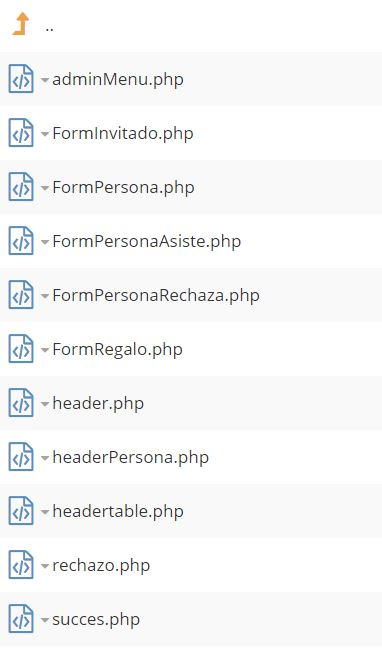 ..
adminMenu.php
FormInvitado.php
FormPersona.php
FormPersonaAsiste.php
FormPersonaRechaza.php
FormRegalo.php
header.php
headerPersona.php
headertable.php
rechazo.php
succes.php